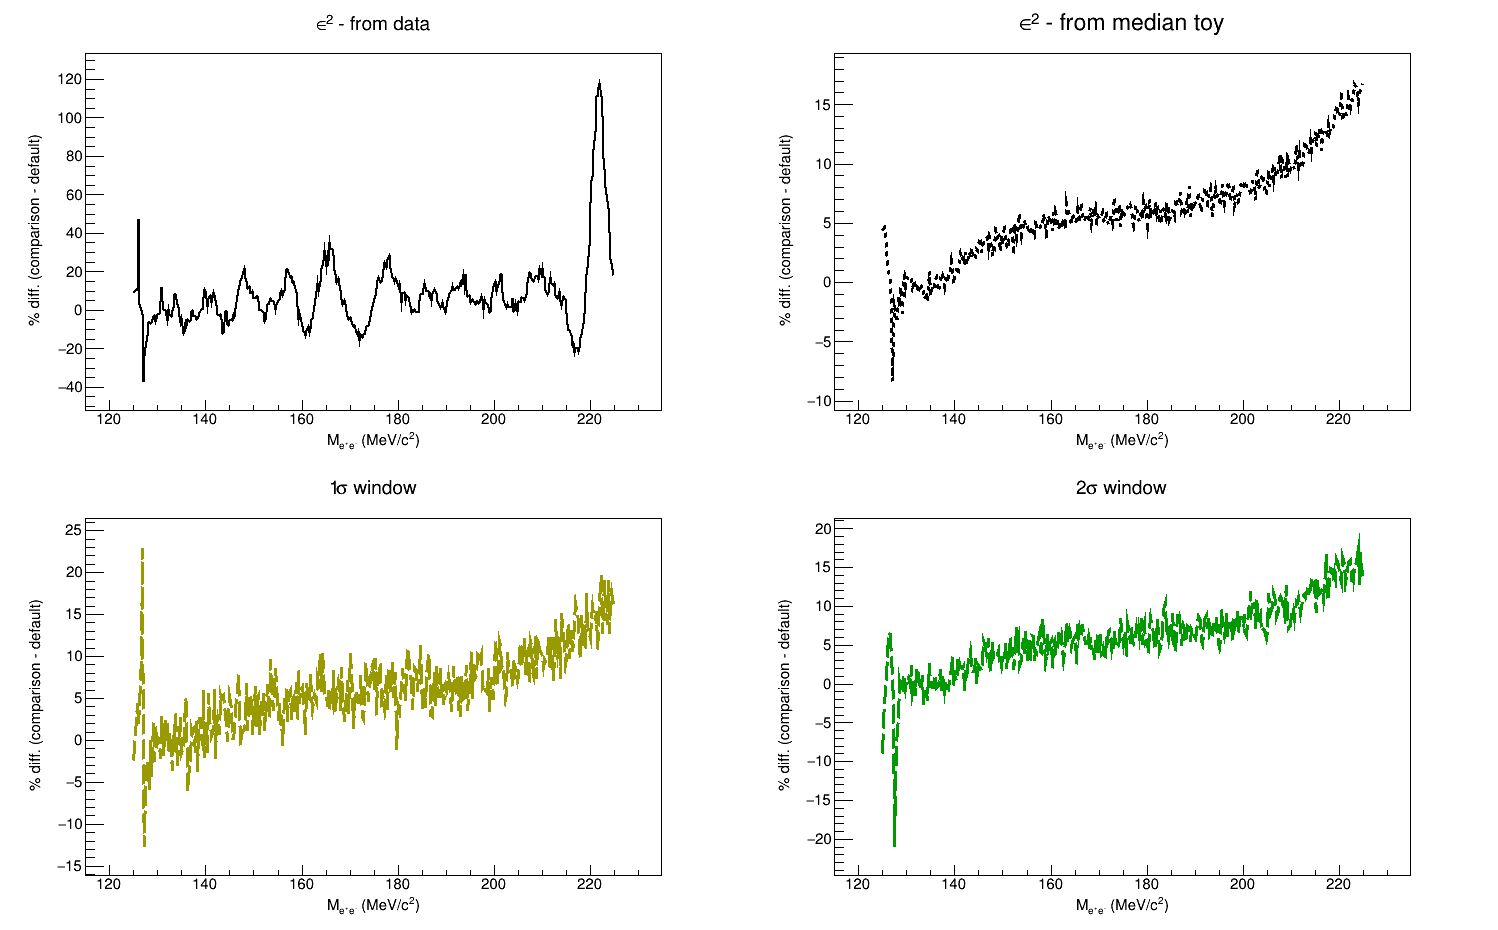 ∈² - from data
120
100
80
60
40
20
0
−20
−40
% diff. (comparison - default)
120 140 160 180 200 220
Me⁺e⁻ (MeV/c²)
∈² - from median toy
15
10
5
0
−5
−10
% diff. (comparison - default)
120 140 160 180 200 220
Me⁺e⁻ (MeV/c²)
1σ window
25
20
15
10
5
0
−5
−10
−15
% diff. (comparison - default)
120 140 160 180 200 220
Me⁺e⁻ (MeV/c²)
2σ window
20
15
10
5
0
−5
−10
−15
−20
% diff. (comparison - default)
120 140 160 180 200 220
Me⁺e⁻ (MeV/c²)